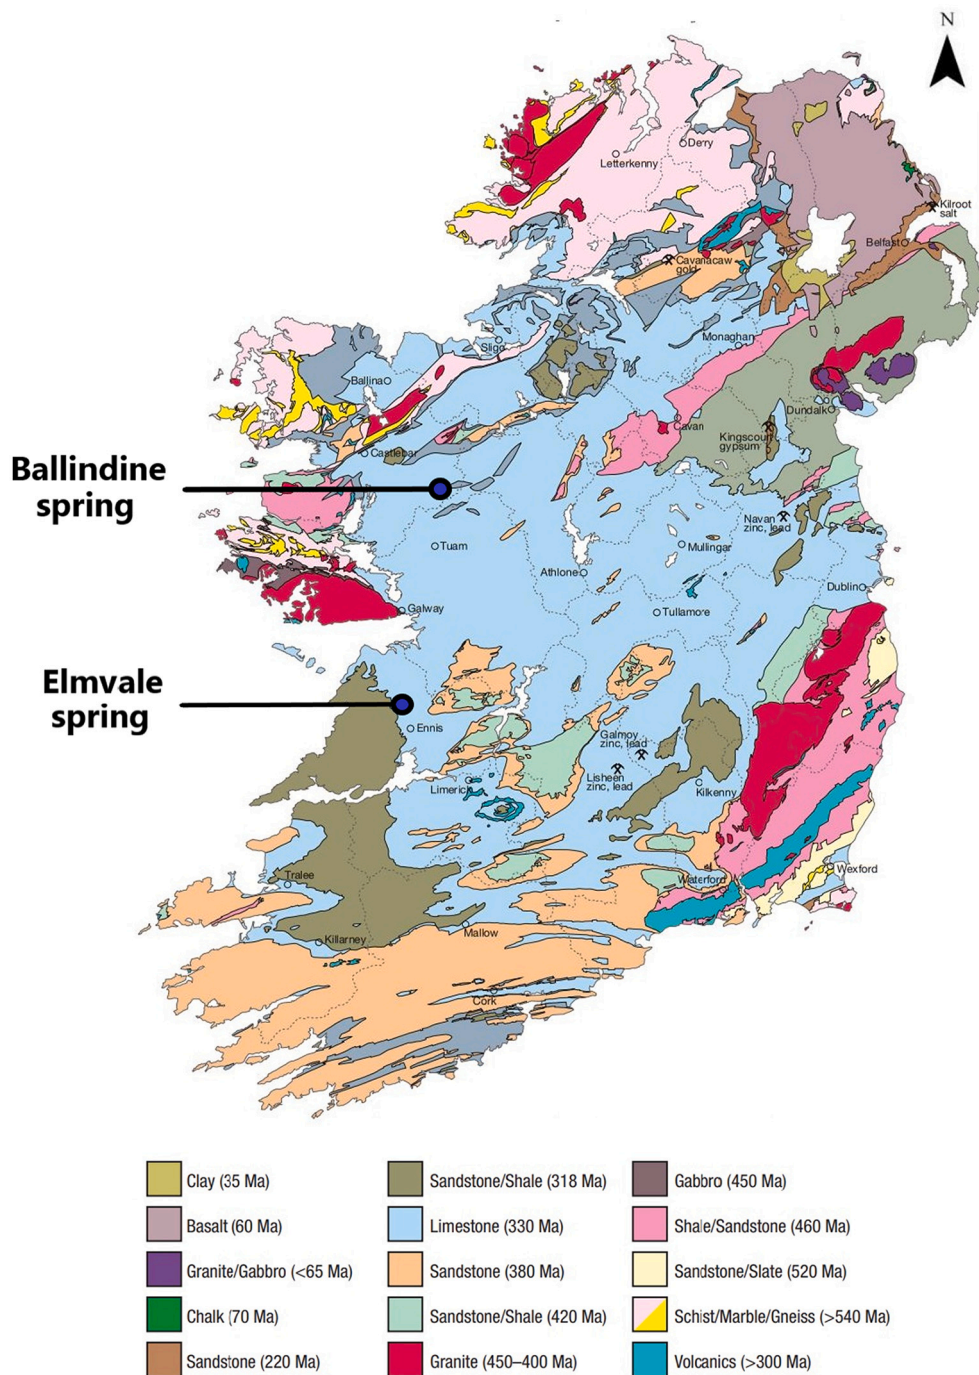 N
Derry
Letterkenny
Kilroot
salt
Belfast
Cavanacaw
gold
Monaghan
Sligo
Ballina
Dundalk
Cavan
Kingscourt
gypsum
Castlebar
Ballindine
spring
Navan
zinc, lead
Tuam
Mullingar
Athlone
Dublin
Galway
Tullamore
Elmvale
spring
Ennis
Galmoy
zinc, lead
Lisheen
zinc, lead
Limerick
Kilkenny
Tralee
Waterford
Wexford
Killarney
Mallow
Cork
Clay (35 Ma)
Sandstone/Shale (318 Ma)
Gabbro (450 Ma)
Basalt (60 Ma)
Limestone (330 Ma)
Shale/Sandstone (460 Ma)
Granite/Gabbro (<65 Ma)
Sandstone (380 Ma)
Sandstone/Slate (520 Ma)
Chalk (70 Ma)
Sandstone/Shale (420 Ma)
Schist/Marble/Gneiss (>540 Ma)
Sandstone (220 Ma)
Granite (450–400 Ma)
Volcanics (>300 Ma)